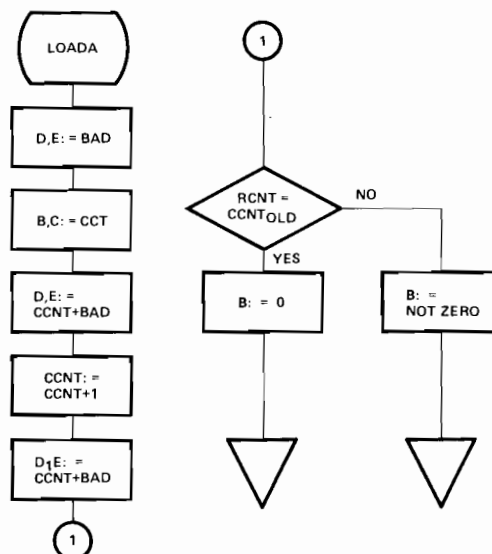 LOADA
D,E: = BAD
B,C: = CCT
D,E: =
CCNT+BAD
CCNT: =
CCNT+1
D1E: =
CCNT+BAD
1
1
RCNT =
CCNTOLD
NO
YES
B: = 0
B: =
NOT ZERO